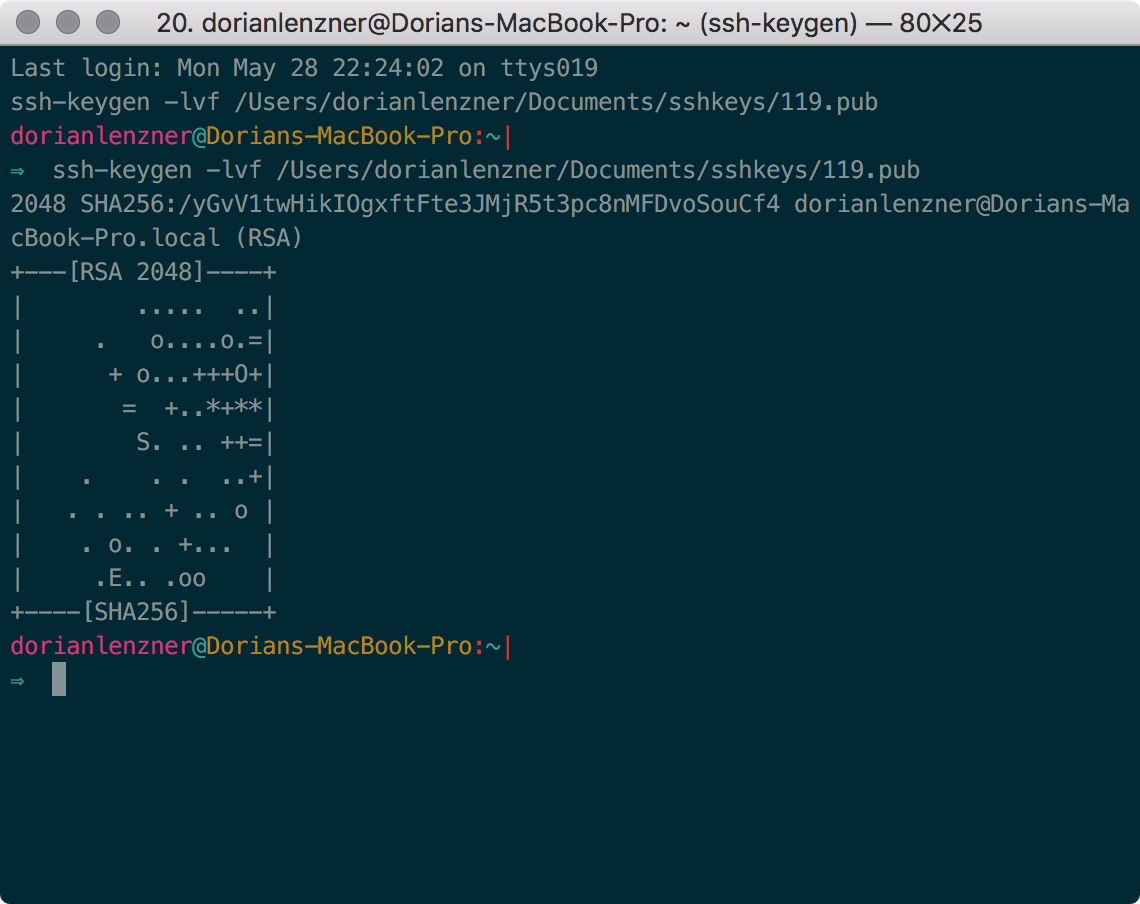 20. dorianlenzner@Dorians-MacBook-Pro: ~ (ssh-keygen) — 80×25
Last login: Mon May 28 22:24:02 on ttys019
ssh-keygen -lvf /Users/dorianlenzner/Documents/sshkeys/119.pub
dorianlenzner@Dorians-MacBook-Pro:~|
⇒  ssh-keygen -lvf /Users/dorianlenzner/Documents/sshkeys/119.pub
2048 SHA256:/yGvV1twHikIOgxftFte3JMjR5t3pc8nMFDvoSouCf4 dorianlenzner@Dorians-Ma
cBook-Pro.local (RSA)
+---[RSA 2048]----+
|        .....  ..|
|     .   o....o.=|
|      + o...+++O+|
|       =  +..*+**|
|        S. .. ++=|
|    .    . .  ..+|
|   . . .. + .. o |
|    . o. . +...  |
|     .E.. .oo    |
+----[SHA256]-----+
dorianlenzner@Dorians-MacBook-Pro:~|
⇒